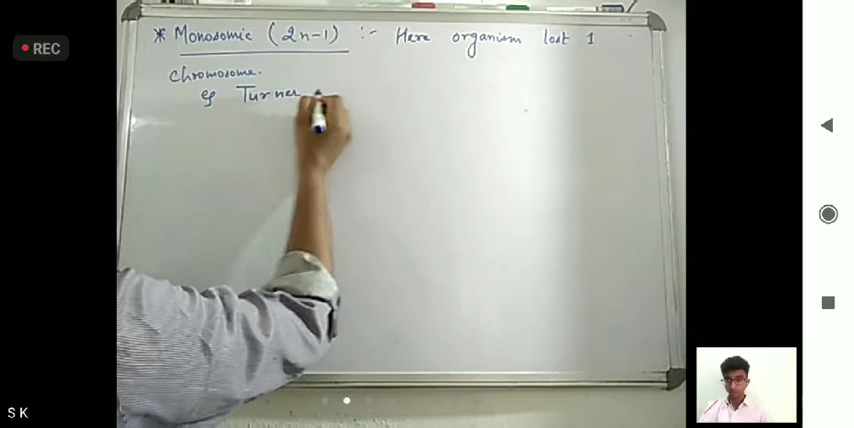 REC
* Monosomic (2n-1) :- Here organism lost 1
chromosome.
eg Turner
S K